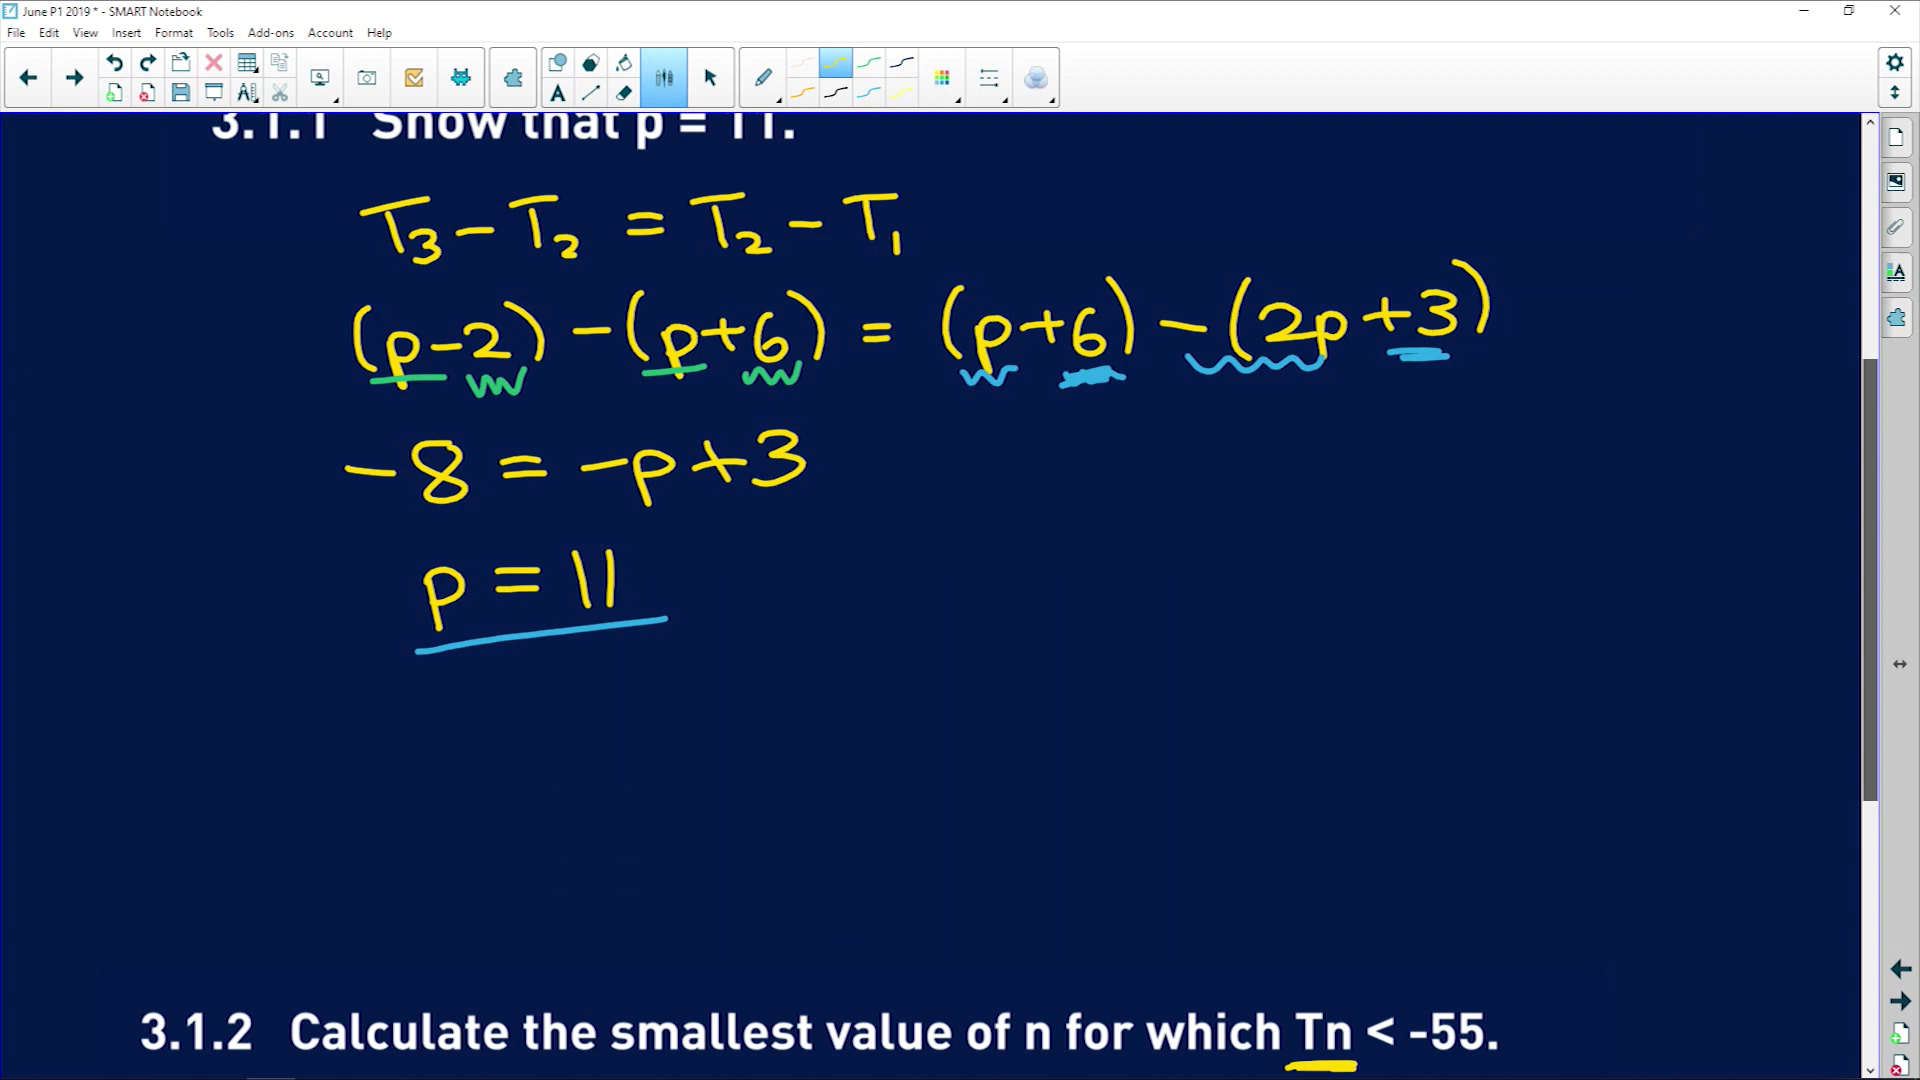 June P1 2019 * - SMART Notebook
File Edit View Insert Format Tools Add-ons Account Help
3.1.1 Show that p = 11.
T₃ - T₂ = T₂ - T₁
(p-2) - (p+6) = (p+6) - (2p+3)
-8 = -p+3
p = 11
3.1.2 Calculate the smallest value of n for which Tn < -55.